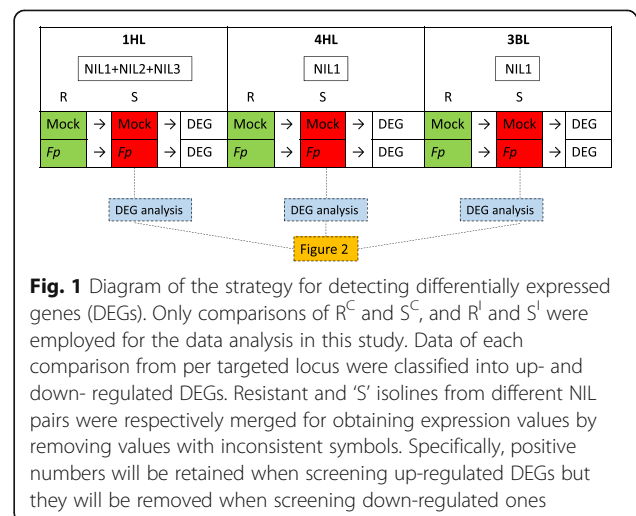 1HL 4HL 3BL
NIL1+NIL2+NIL3 NIL1 NIL1
R S R S R S
Mock → Mock → DEG Mock → Mock → DEG Mock → Mock → DEG
Fp → Fp → DEG Fp → Fp → DEG Fp → Fp → DEG
DEG analysis DEG analysis DEG analysis
Figure 2
Fig. 1 Diagram of the strategy for detecting differentially expressed
genes (DEGs). Only comparisons of R^C and S^C, and R^I and S^I were
employed for the data analysis in this study. Data of each
comparison from per targeted locus were classified into up- and
down- regulated DEGs. Resistant and ‘S’ isolines from different NIL
pairs were respectively merged for obtaining expression values by
removing values with inconsistent symbols. Specifically, positive
numbers will be retained when screening up-regulated DEGs but
they will be removed when screening down-regulated ones